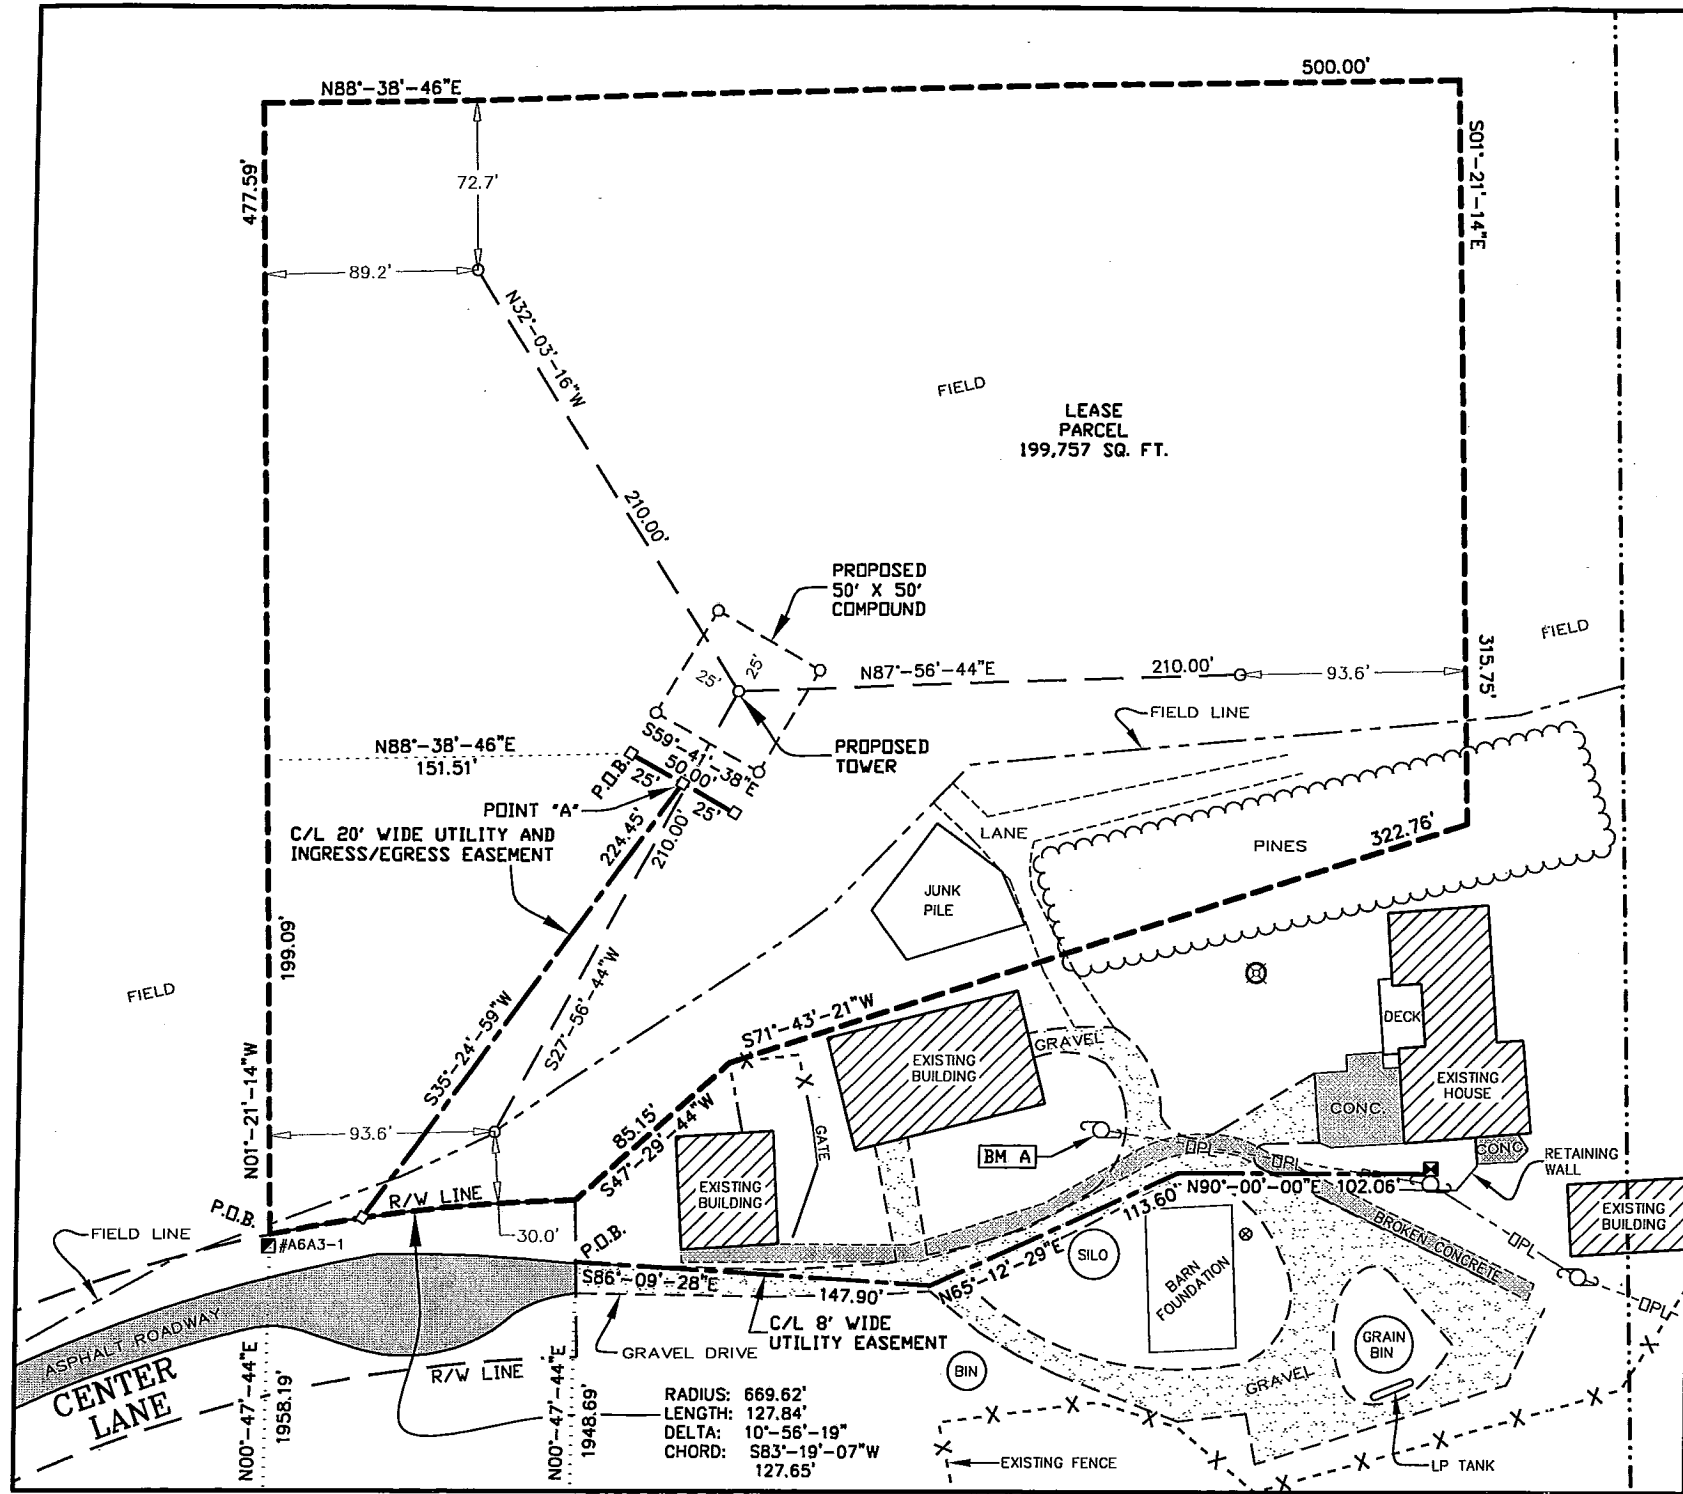 N88°-38'-46"E
500.00'
477.59'
72.7'
89.2'
S01°-21'-14"E
N32°-03'-16"W
210.00'
FIELD
LEASE
PARCEL
199,757 SQ. FT.
PROPOSED
50' X 50'
COMPOUND
25'
25'
N87°-56'-44"E
210.00'
93.6'
315.75'
FIELD
FIELD LINE
PROPOSED
TOWER
N88°-38'-46"E
151.51'
P.O.B.
S59°-41'-38"E
50.00'
25'
25'
POINT "A"
C/L 20' WIDE UTILITY AND
INGRESS/EGRESS EASEMENT
224.45'
210.00'
LANE
PINES
322.76'
JUNK
PILE
199.09'
FIELD
S35°-24'-59"W
S27°-56'-44"W
S71°-43'-21"W
GRAVEL
EXISTING
BUILDING
DECK
EXISTING
HOUSE
CONC.
CONC.
N01°-21'-14"W
93.6'
85.15'
S47°-29'-44"W
X
X
GATE
BM A
OPL
OPL
RETAINING
WALL
EXISTING
BUILDING
EXISTING
BUILDING
N90°-00'-00"E 102.06'
P.O.B.
R/W LINE
FIELD LINE
#A6A3-1
30.0'
P.O.B.
S86°-09'-28"E
147.90'
N65°-12'-29"E
113.60'
SILO
BARN
FOUNDATION
BROKEN CONCRETE
OPL
OPL
C/L 8' WIDE
UTILITY EASEMENT
ASPHALT ROADWAY
GRAVEL DRIVE
GRAIN
BIN
CENTER
LANE
R/W LINE
BIN
GRAVEL
N00°-47'-44"E
1958.19'
N00°-47'-44"E
1948.69'
RADIUS: 669.62'
LENGTH: 127.84'
DELTA: 10°-56'-19"
CHORD: S83°-19'-07"W
127.65'
X
X
X
X
X
X
X
X
X
X
X
EXISTING FENCE
LP TANK